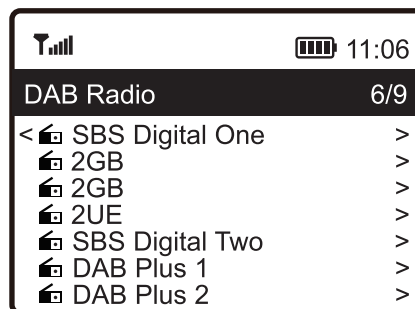 11:06
DAB Radio 6/9
< SBS Digital One >
2GB >
2GB >
2UE >
SBS Digital Two >
DAB Plus 1 >
DAB Plus 2 >